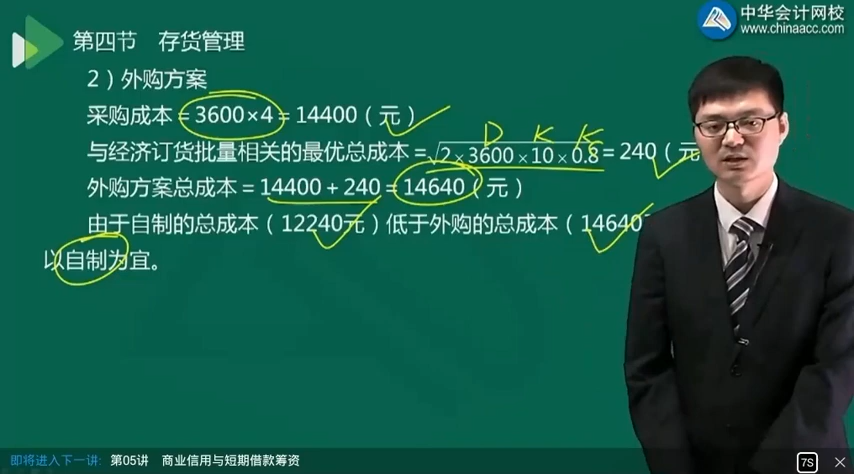 中华会计网校
www.chinaacc.com
第四节 存货管理
2）外购方案
采购成本＝3600×4＝14400（元）
D K K
与经济订货批量相关的最优总成本＝√2×3600×10×0.8＝240（元
外购方案总成本＝14400＋240＝14640（元）
由于自制的总成本（12240元）低于外购的总成本（14640
以自制为宜。
即将进入下一讲: 第05讲 商业信用与短期借款筹资
7S